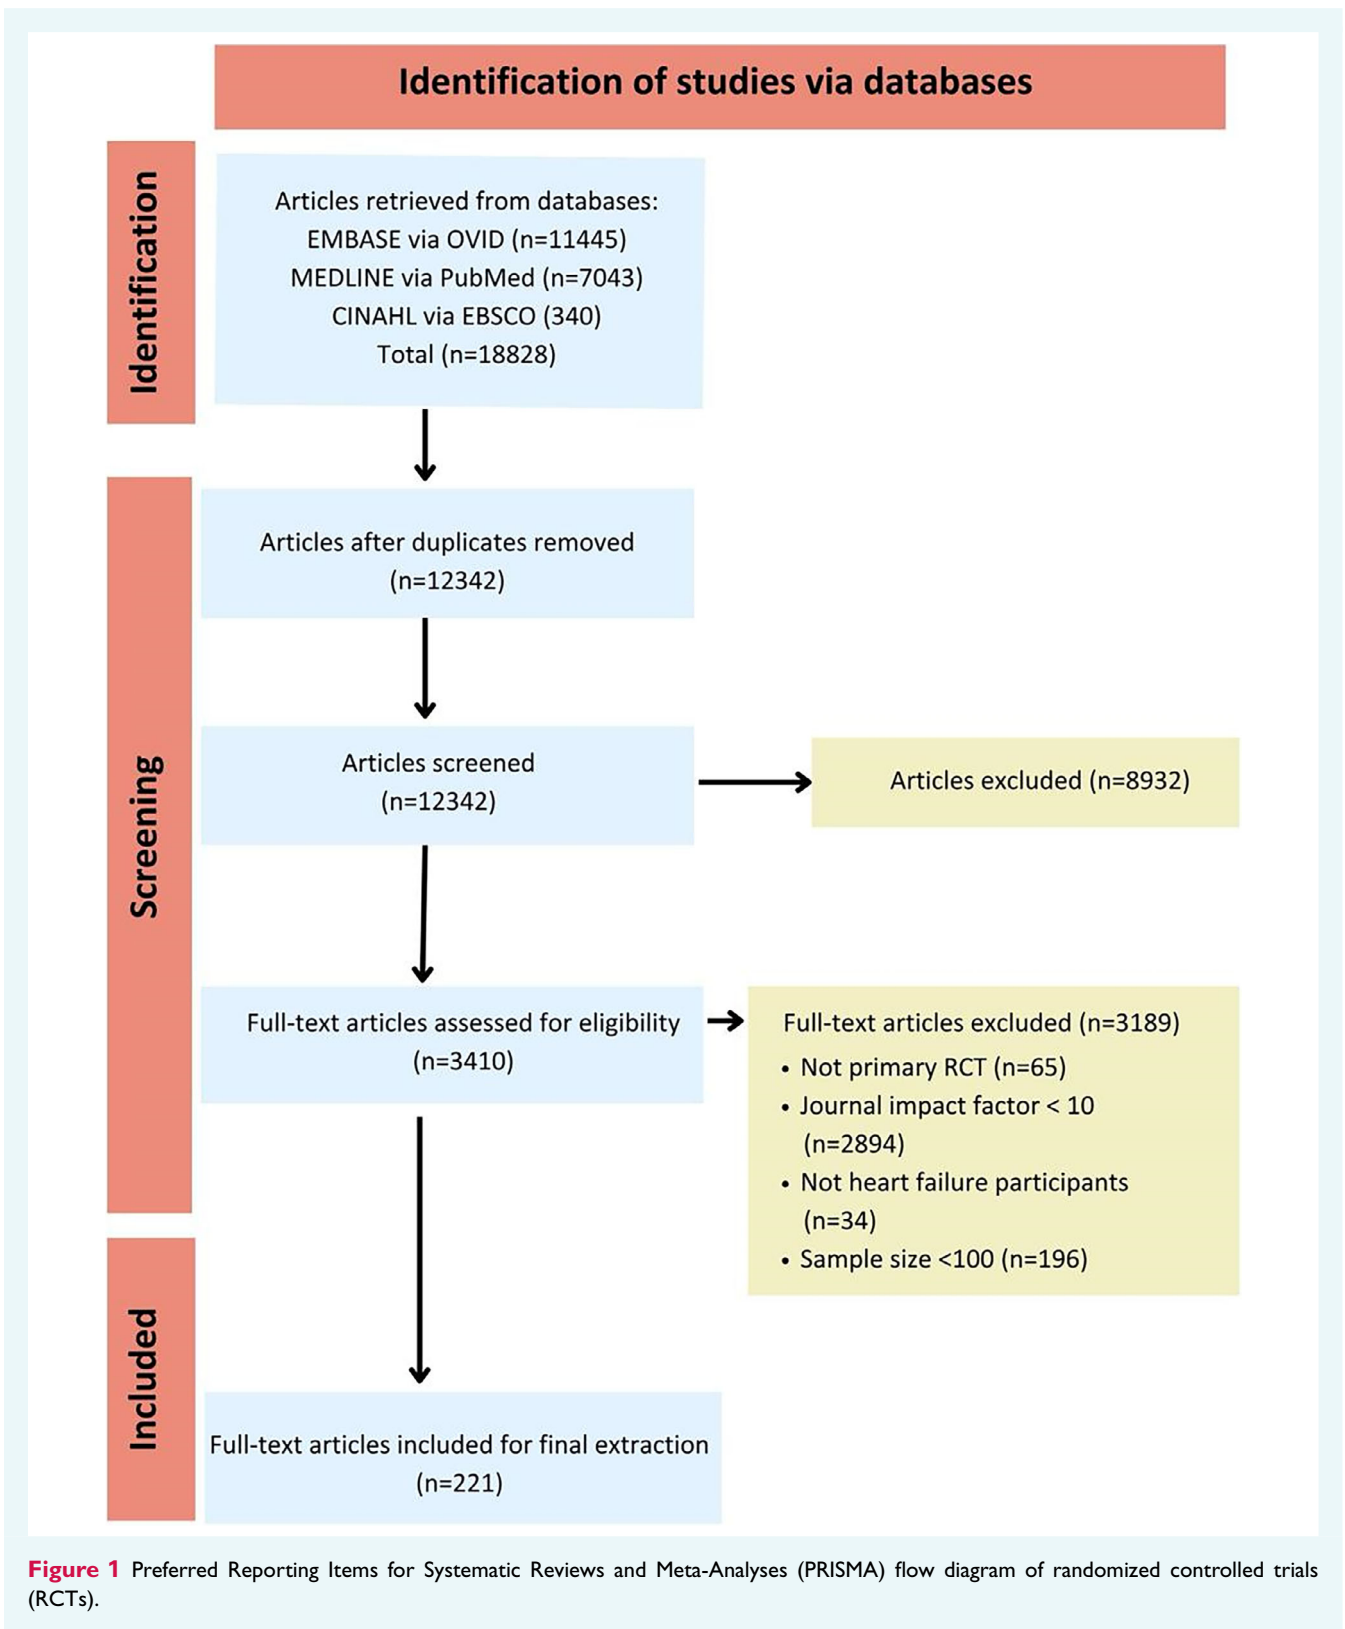 Identification of studies via databases
Identification
Articles retrieved from databases:
EMBASE via OVID (n=11445)
MEDLINE via PubMed (n=7043)
CINAHL via EBSCO (340)
Total (n=18828)
Screening
Articles after duplicates removed
(n=12342)
Articles screened
(n=12342)
Articles excluded (n=8932)
Full-text articles assessed for eligibility
(n=3410)
Full-text articles excluded (n=3189)
• Not primary RCT (n=65)
• Journal impact factor < 10
(n=2894)
• Not heart failure participants
(n=34)
• Sample size <100 (n=196)
Included
Full-text articles included for final extraction
(n=221)
Figure 1 Preferred Reporting Items for Systematic Reviews and Meta-Analyses (PRISMA) flow diagram of randomized controlled trials
(RCTs).